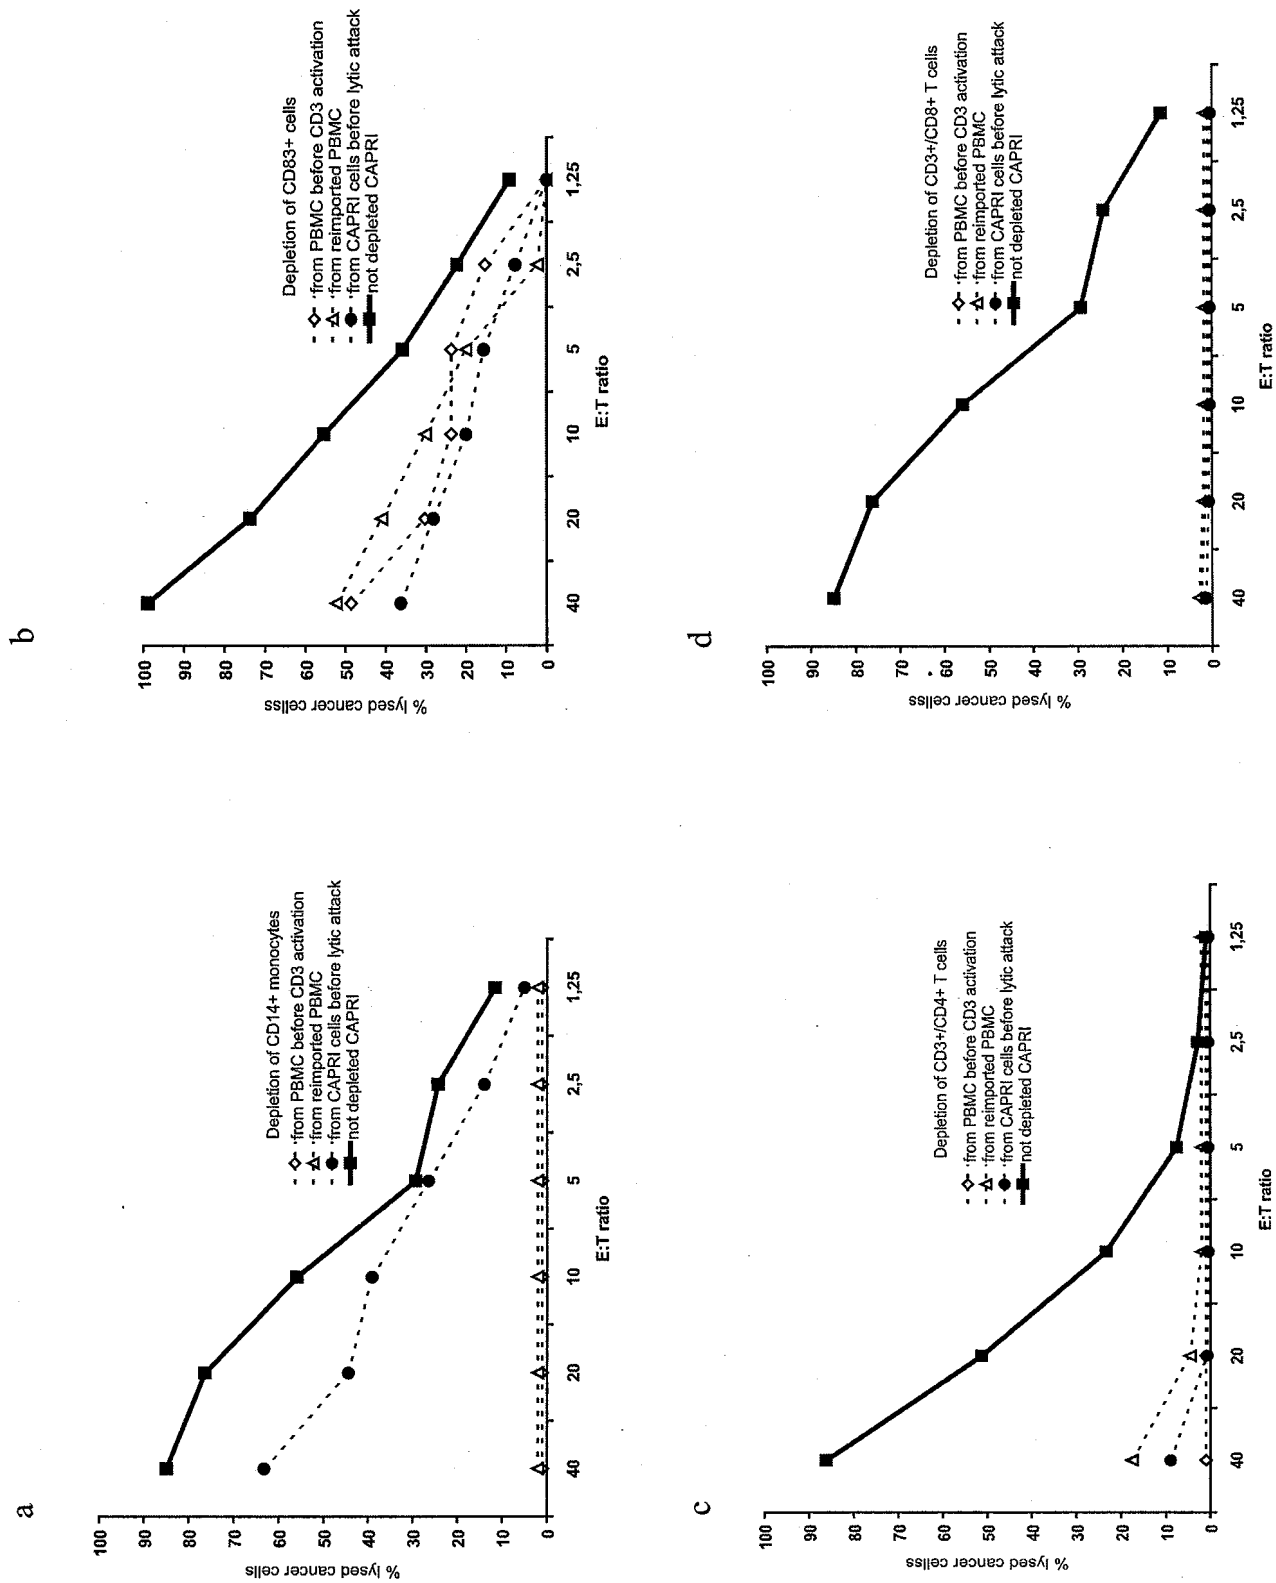 a
% lysed cancer cellss
100
90
80
70
60
50
40
30
20
10
0
40
20
10
5
2,5
1,25
E:T ratio
Depletion of CD14+ monocytes
from PBMC before CD3 activation
from reimported PBMC
from CAPRI cells before lytic attack
not depleted CAPRI
b
% lysed cancer cellss
100
90
80
70
60
50
40
30
20
10
0
40
20
10
5
2,5
1,25
E:T ratio
Depletion of CD83+ cells
from PBMC before CD3 activation
from reimported PBMC
from CAPRI cells before lytic attack
not depleted CAPRI
c
% lysed cancer cellss
100
90
80
70
60
50
40
30
20
10
0
40
20
10
5
2,5
1,25
E:T ratio
Depletion of CD3+/CD4+ T cells
from PBMC before CD3 activation
from reimported PBMC
from CAPRI cells before lytic attack
not depleted CAPRI
d
% lysed cancer cellss
100
90
80
70
60
50
40
30
20
10
0
40
20
10
5
2,5
1,25
E:T ratio
Depletion of CD3+/CD8+ T cells
from PBMC before CD3 activation
from reimported PBMC
from CAPRI cells before lytic attack
not depleted CAPRI